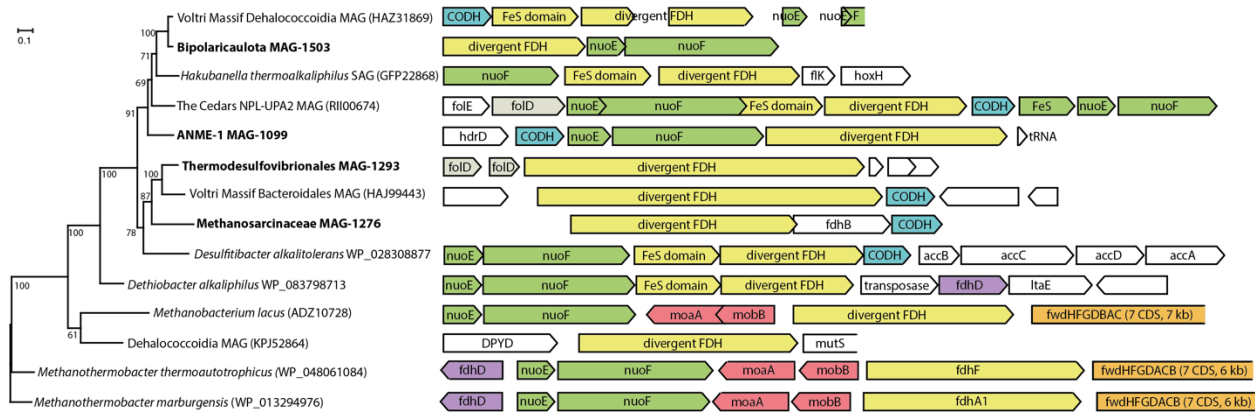 0.1
Voltri Massif Dehalococcoidia MAG (HAZ31869) CODH FeS domain divergent FDH nuoE nuoE F
Bipolaricaulota MAG-1503 divergent FDH nuoE nuoF
Hakubanella thermoalkaliphilus SAG (GFP22868) nuoF FeS domain divergent FDH flK hoxH
The Cedars NPL-UPA2 MAG (RII00674) folE folD nuoE nuoF FeS domain divergent FDH CODH FeS nuoE nuoF
ANME-1 MAG-1099 hdrD CODH nuoE nuoF divergent FDH tRNA
Thermodesulfovibrionales MAG-1293 folD folD divergent FDH
Voltri Massif Bacteroidales MAG (HAJ99443) divergent FDH CODH
Methanosarcinaceae MAG-1276 divergent FDH fdhB CODH
Desulfitibacter alkalitolerans WP_028308877 nuoE nuoF FeS domain divergent FDH CODH accB accC accD accA
Dethiobacter alkaliphilus WP_083798713 nuoE nuoF FeS domain divergent FDH transposase fdhD ltaE
Methanobacterium lacus (ADZ10728) nuoE nuoF moaA mobB divergent FDH fwdHFGDBAC (7 CDS, 7 kb)
Dehalococcoidia MAG (KPJ52864) DPYD divergent FDH mutS
Methanothermobacter thermoautotrophicus (WP_048061084) fdhD nuoE nuoF moaA mobB fdhF fwdHFGDACB (7 CDS, 6 kb)
Methanothermobacter marburgensis (WP_013294976) fdhD nuoE nuoF moaA mobB fdhA1 fwdHFGDACB (7 CDS, 6 kb)
100
71
69
91
100
100
87
78
100
61
100